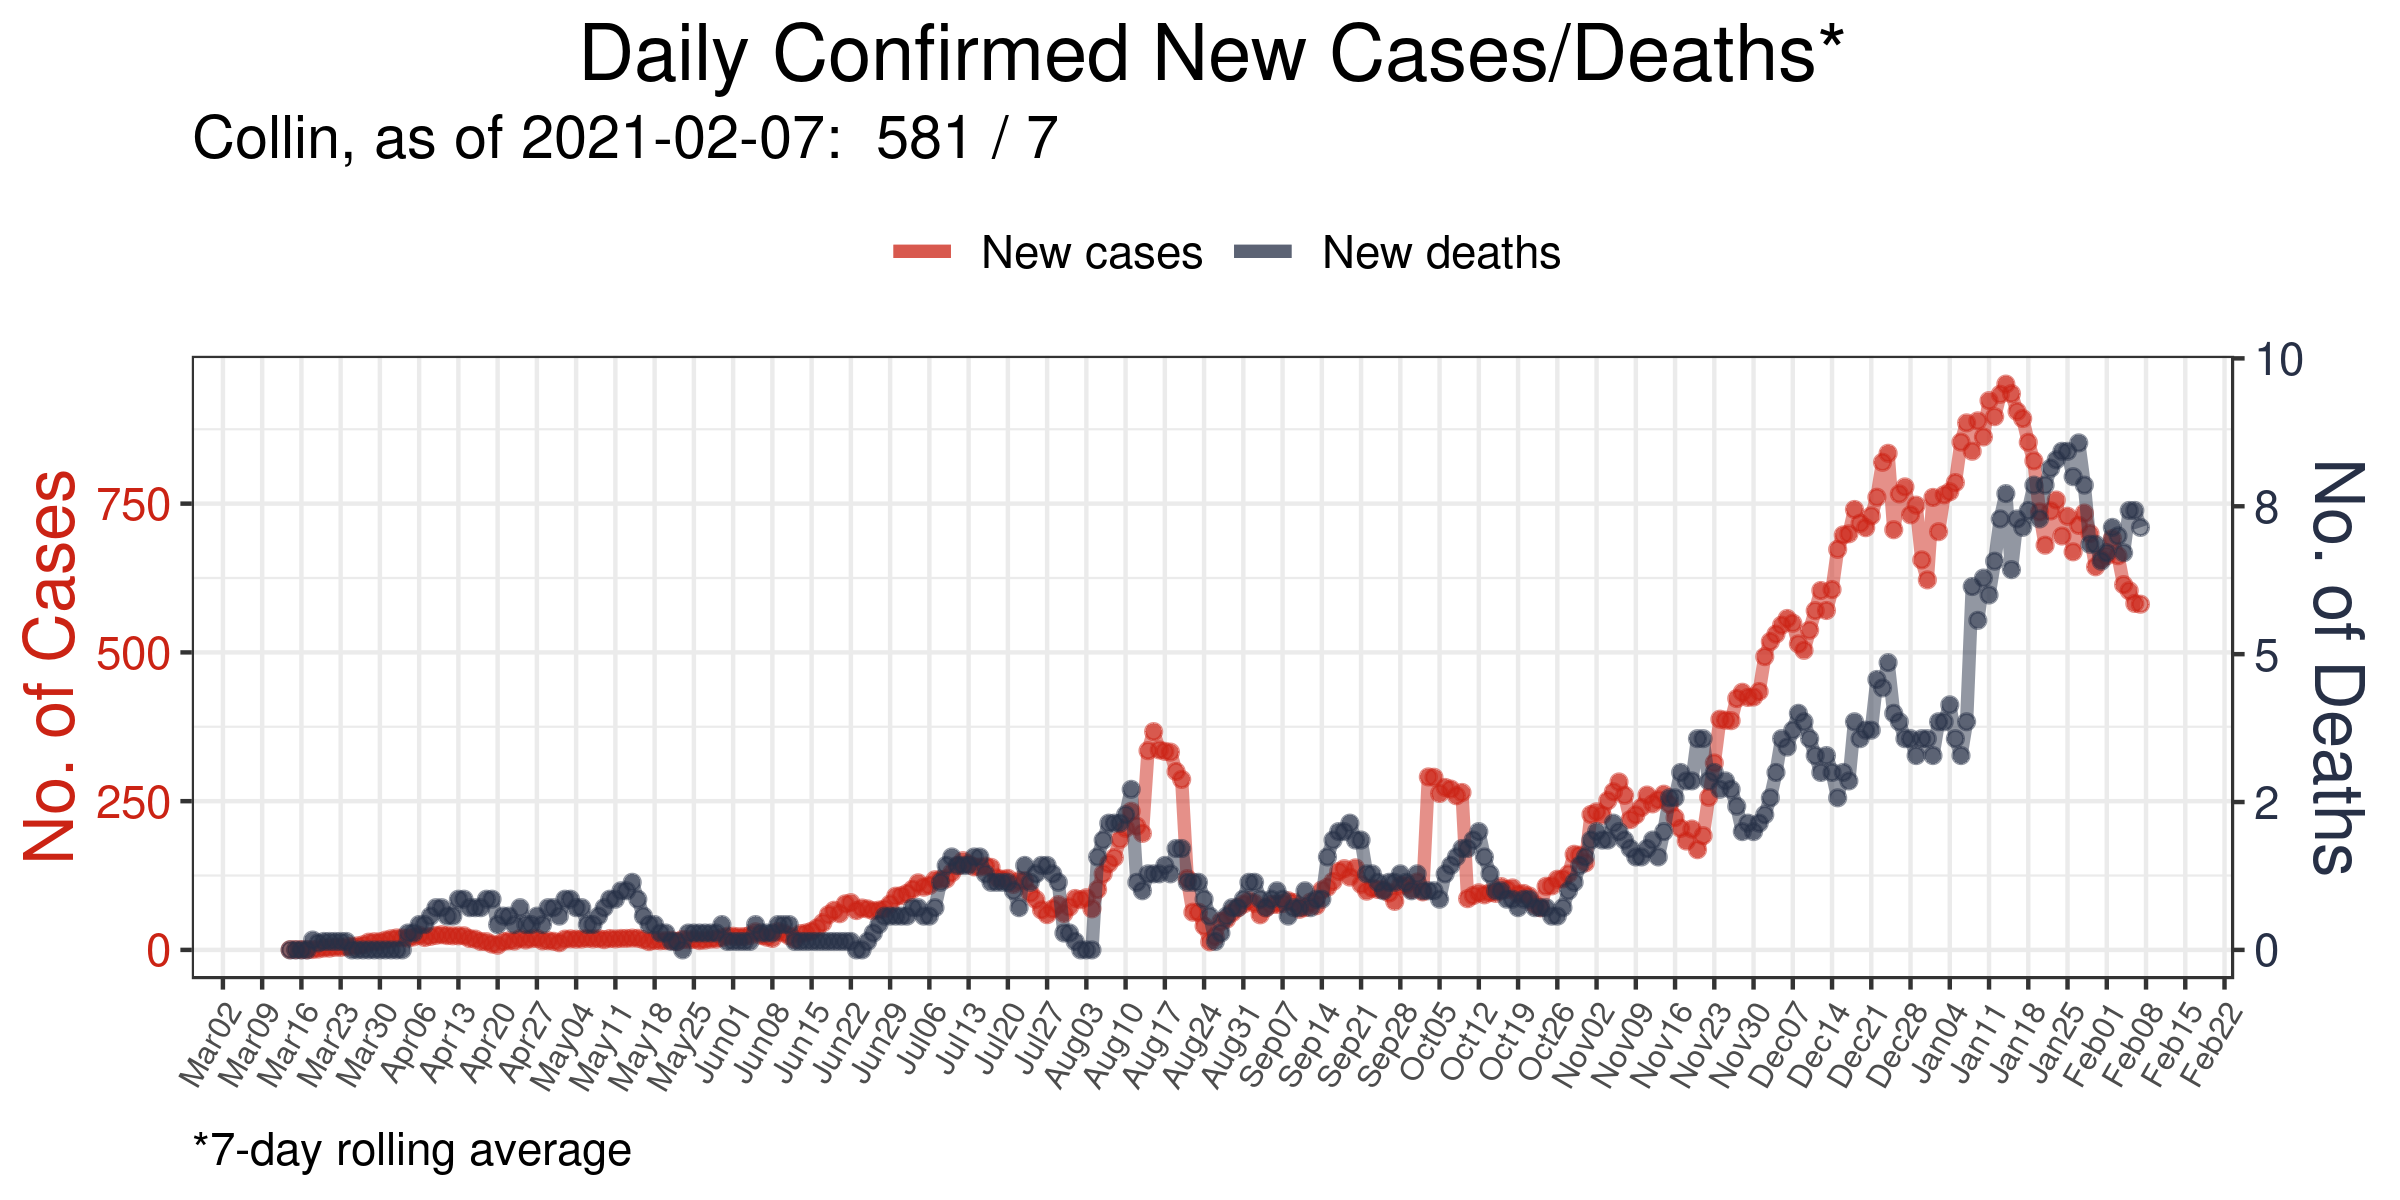 Daily Confirmed New Cases/Deaths*
Collin, as of 2021-02-07:  581 / 7
New cases
New deaths
No. of Cases
750
500
250
0
10
8
5
2
0
No. of Deaths
Mar02
Mar09
Mar16
Mar23
Mar30
Apr06
Apr13
Apr20
Apr27
May04
May11
May18
May25
Jun01
Jun08
Jun15
Jun22
Jun29
Jul06
Jul13
Jul20
Jul27
Aug03
Aug10
Aug17
Aug24
Aug31
Sep07
Sep14
Sep21
Sep28
Oct05
Oct12
Oct19
Oct26
Nov02
Nov09
Nov16
Nov23
Nov30
Dec07
Dec14
Dec21
Dec28
Jan04
Jan11
Jan18
Jan25
Feb01
Feb08
Feb15
Feb22
*7-day rolling average